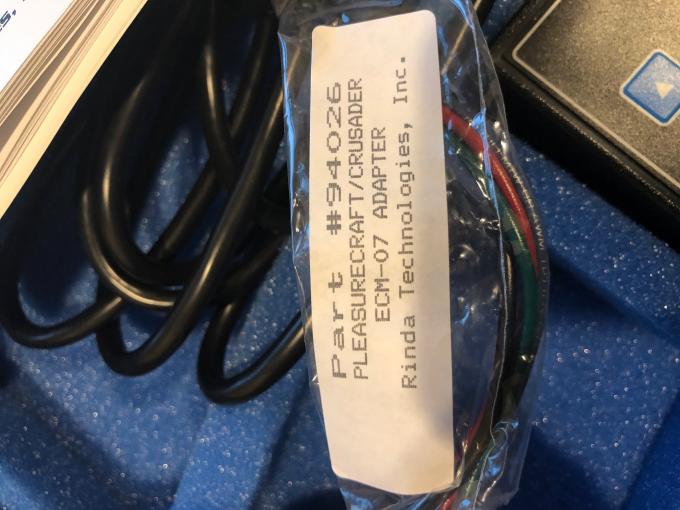 Part #94026
PLEASURECRAFT/CRUSADER
ECM-07 ADAPTER
Rinda Technologies, Inc.